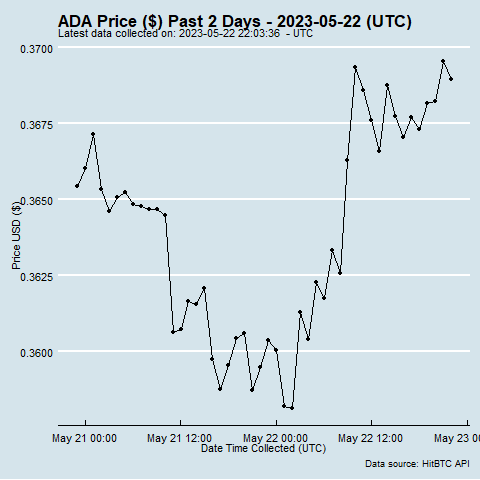 ADA Price ($) Past 2 Days - 2023-05-22 (UTC)
Latest data collected on: 2023-05-22 22:03:36 - UTC
0.3700
0.3675
0.3650
Price USD ($)
0.3625
0.3600
May 21 00:00 May 21 12:00 May 22 00:00 May 22 12:00 May 23 00
Date Time Collected (UTC)
Data source: HitBTC API